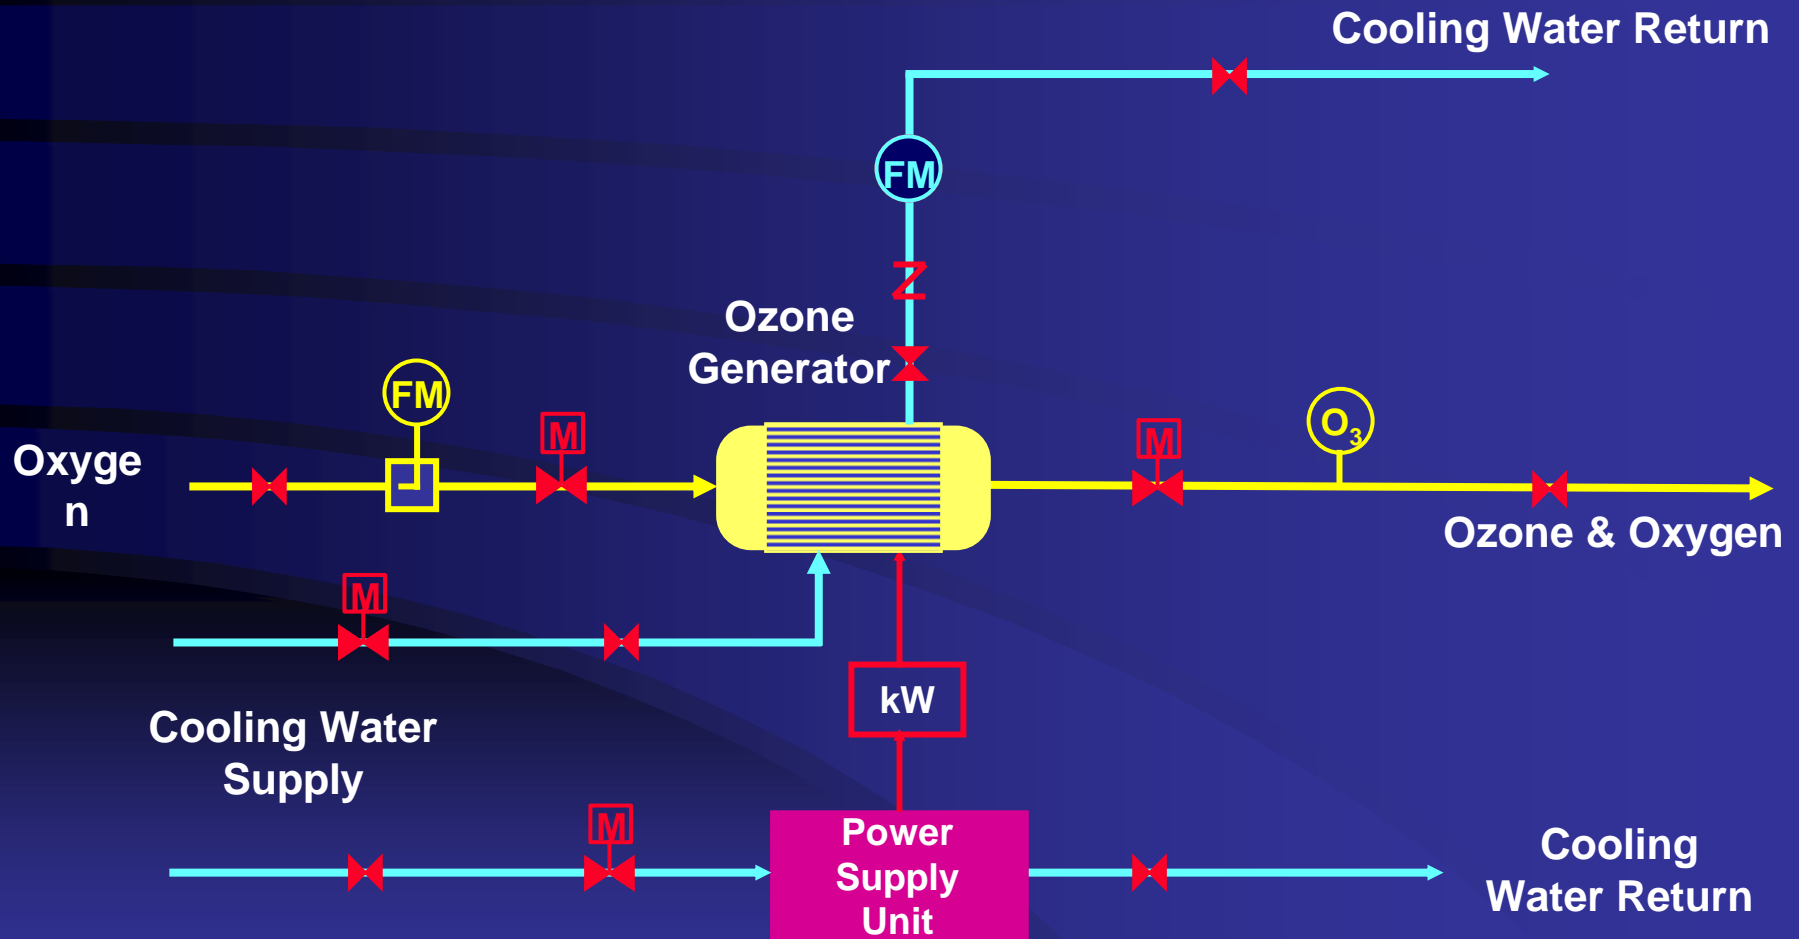 Cooling Water Return
FM
Ozone
Generator
FM
M
M
O₃
Oxyge
n
Ozone & Oxygen
M
kW
Cooling Water
Supply
M
Power
Supply
Unit
Cooling
Water Return